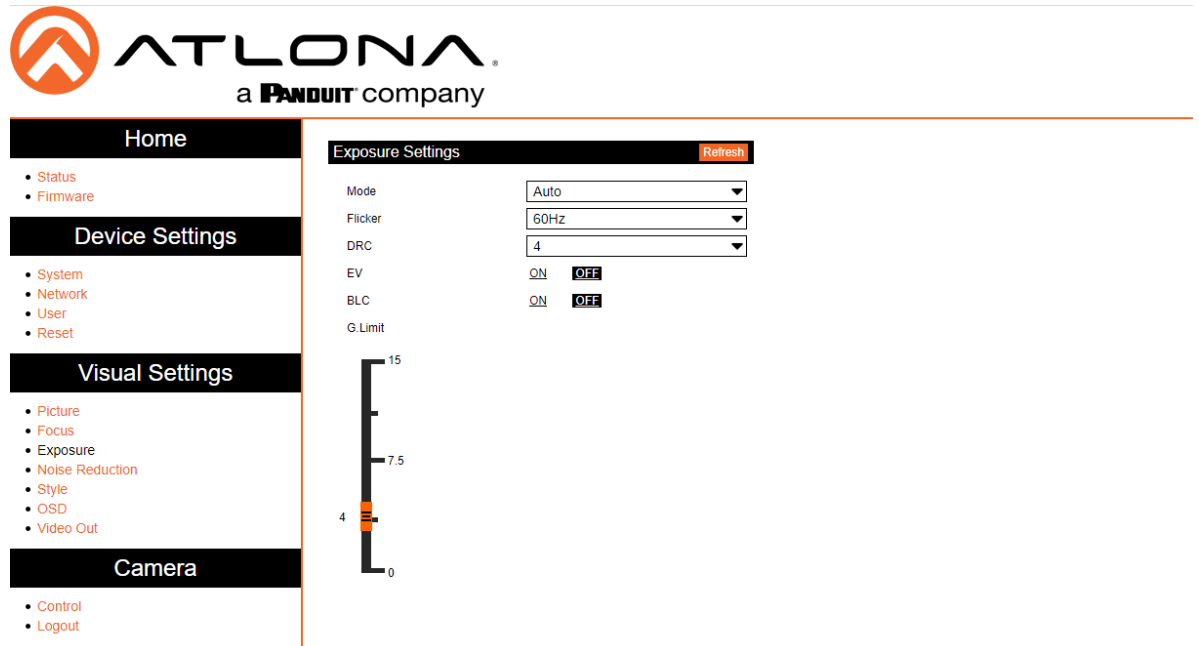 ATLONA®
a PANDUIT™ company
Home
Status
Firmware
Device Settings
System
Network
User
Reset
Visual Settings
Picture
Focus
Exposure
Noise Reduction
Style
OSD
Video Out
Camera
Control
Logout
Exposure Settings Refresh
Mode Auto
Flicker 60Hz
DRC 4
EV ON OFF
BLC ON OFF
G.Limit
15
7.5
4
0